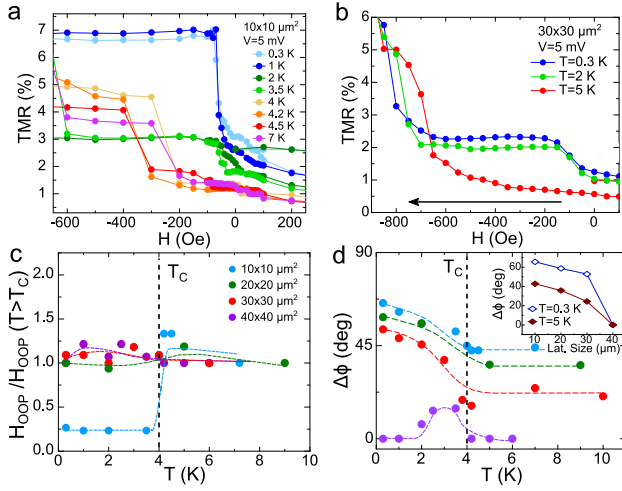 a
TMR (%)
7
6
5
4
3
2
1
0
10x10 µm²
V=5 mV
0.3 K
1 K
2 K
3.5 K
4 K
4.2 K
4.5 K
7 K
-600 -400 -200 0 200
H (Oe)
b
TMR (%)
6
5
4
3
2
1
0
30x30 µm²
V=5 mV
T=0.3 K
T=2 K
T=5 K
-800 -600 -400 -200 0
H (Oe)
c
H_OOP/H_OOP (T>T_C)
2.0
1.5
1.0
0.5
0.0
T_C
10x10 µm²
20x20 µm²
30x30 µm²
40x40 µm²
0 2 4 6 8 10
T (K)
d
Δϕ (deg)
90
45
0
T_C
Δϕ (deg)
60
40
20
0
T=0.3 K
T=5 K
10 20 30 40
Lat. Size (µm)
0 2 4 6 8 10
T (K)